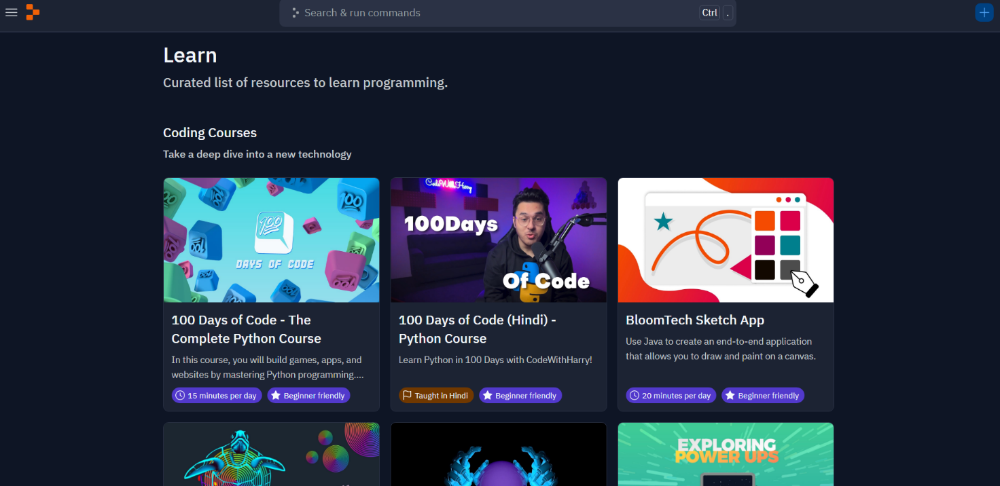 Search & run commands
Ctrl .
Learn
Curated list of resources to learn programming.
Coding Courses
Take a deep dive into a new technology
100
100
100
DAYS OF CODE
100 Days of Code - The
Complete Python Course
In this course, you will build games, apps, and
websites by mastering Python programming....
15 minutes per day
Beginner friendly
CodeWithHarry
100Days
Of Code
100 Days of Code (Hindi) -
Python Course
Learn Python in 100 Days with CodeWithHarry!
Taught in Hindi
Beginner friendly
BloomTech Sketch App
Use Java to create an end-to-end application
that allows you to draw and paint on a canvas.
20 minutes per day
Beginner friendly
EXPLORING
POWER UPS